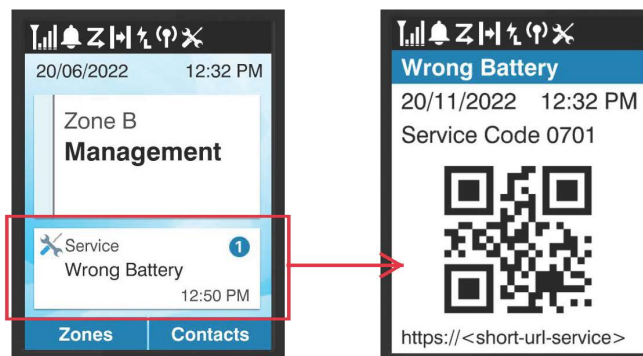 20/06/2022 12:32 PM
Zone B
Management
Service 1
Wrong Battery
12:50 PM
Zones Contacts
Wrong Battery
20/11/2022 12:32 PM
Service Code 0701
https://<short-url-service>